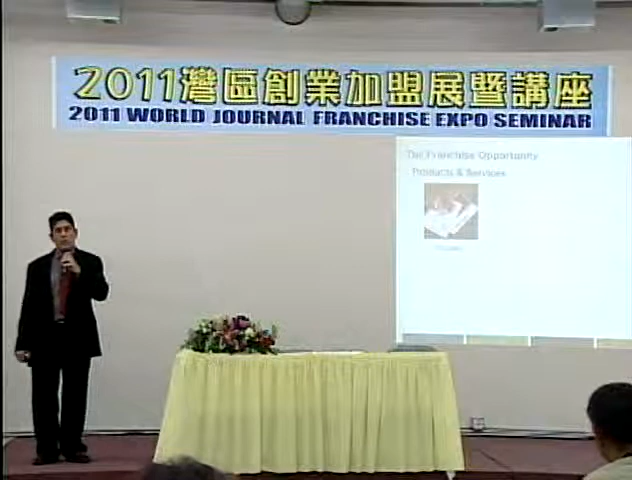 2011灣區創業加盟展暨講座
2011 WORLD JOURNAL FRANCHISE EXPO SEMINAR
The Franchise Opportunity
Products & Services